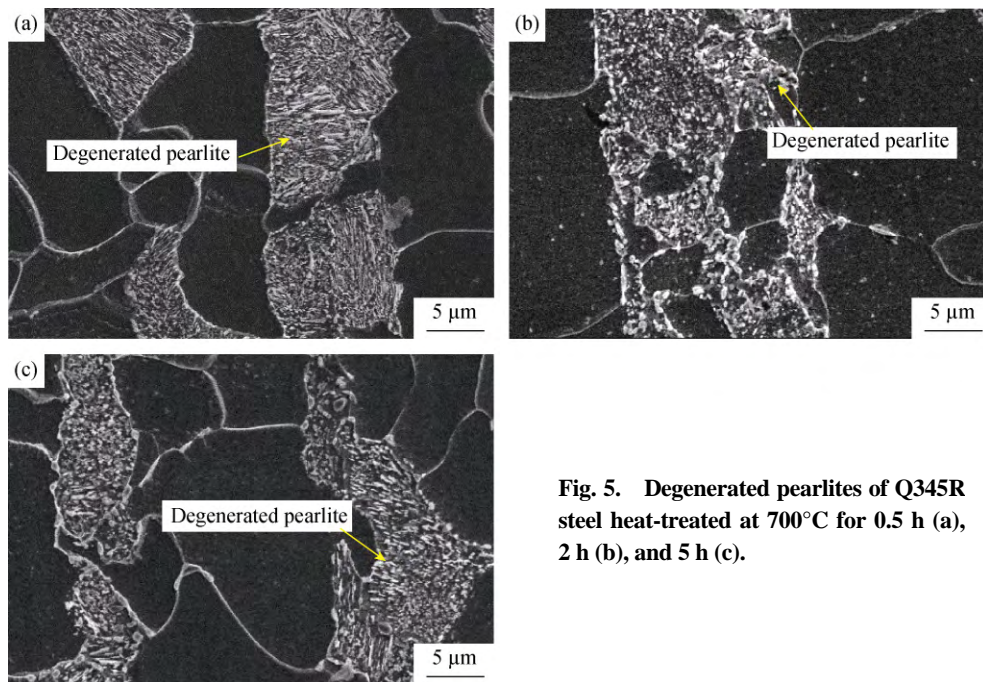 (a)
Degenerated pearlite
5 μm
(b)
Degenerated pearlite
5 μm
(c)
Degenerated pearlite
5 μm
Fig. 5. Degenerated pearlites of Q345R
steel heat-treated at 700°C for 0.5 h (a),
2 h (b), and 5 h (c).